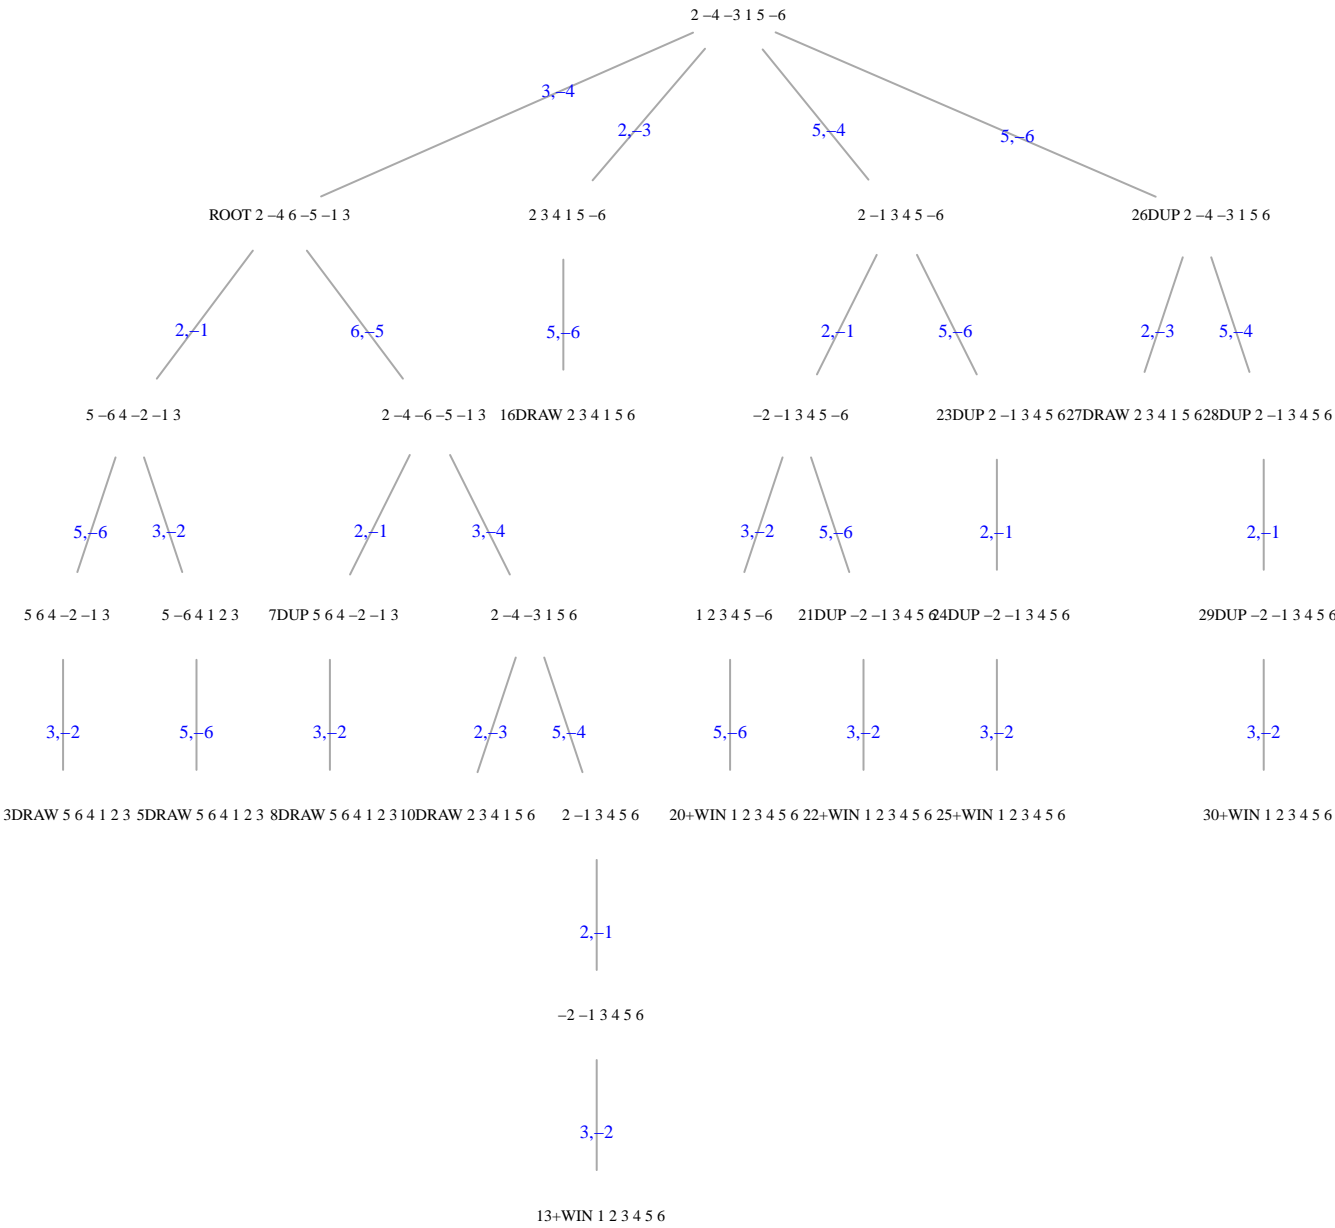 2 −4 −3 1 5 −6
3,−4
2,−3
5,−4
5,−6
ROOT 2 −4 6 −5 −1 3
2 3 4 1 5 −6
2 −1 3 4 5 −6
26DUP 2 −4 −3 1 5 6
2,−1
6,−5
5,−6
2,−1
5,−6
2,−3
5,−4
5 −6 4 −2 −1 3
2 −4 −6 −5 −1 3
16DRAW 2 3 4 1 5 6
−2 −1 3 4 5 −6
23DUP 2 −1 3 4 5 6
27DRAW 2 3 4 1 5 6
28DUP 2 −1 3 4 5 6
5,−6
3,−2
2,−1
3,−4
3,−2
5,−6
2,−1
2,−1
5 6 4 −2 −1 3
5 −6 4 1 2 3
7DUP 5 6 4 −2 −1 3
2 −4 −3 1 5 6
1 2 3 4 5 −6
21DUP −2 −1 3 4 5 6
24DUP −2 −1 3 4 5 6
29DUP −2 −1 3 4 5 6
3,−2
5,−6
3,−2
2,−3
5,−4
5,−6
3,−2
3,−2
3,−2
3DRAW 5 6 4 1 2 3
5DRAW 5 6 4 1 2 3
8DRAW 5 6 4 1 2 3
10DRAW 2 3 4 1 5 6
2 −1 3 4 5 6
20+WIN 1 2 3 4 5 6
22+WIN 1 2 3 4 5 6
25+WIN 1 2 3 4 5 6
30+WIN 1 2 3 4 5 6
2,−1
−2 −1 3 4 5 6
3,−2
13+WIN 1 2 3 4 5 6